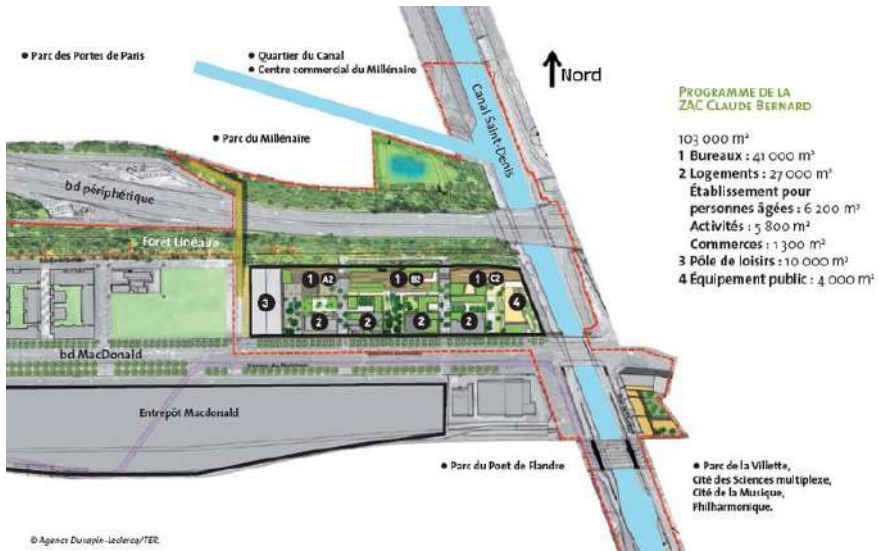 • Parc des Portes de Paris
• Quartier du Canal
• Centre commercial du Millénaire
Nord
Canal Saint-Denis
• Parc du Millénaire
bd périphérique
Forêt Linéaire
1 A2
1 B2
1 C2
3
4
2
2
2
2
bd MacDonald
Entrepôt Macdonald
• Parc du Pont de Flandre
• Parc de la Villette,
Cité des Sciences multiplexe,
Cité de la Musique,
Philharmonique.
PROGRAMME DE LA
ZAC CLAUDE BERNARD
103 000 m²
1 Bureaux : 41 000 m²
2 Logements : 27 000 m²
Établissement pour
personnes âgées : 6 200 m²
Activités : 5 800 m²
Commerces : 1 300 m²
3 Pôle de loisirs : 10 000 m²
4 Équipement public : 4 000 m²
© Agence Dusapin-Leclercq/TER.